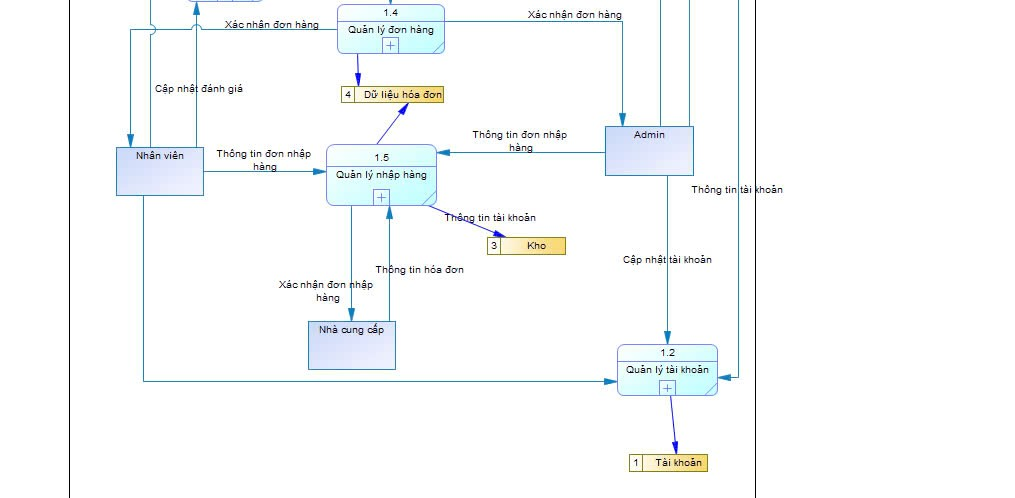 1.4
Xác nhận đơn hàng
Xác nhận đơn hàng
Quản lý đơn hàng
Cập nhật đánh giá
4 Dữ liệu hóa đơn
Thông tin đơn nhập
hàng
Admin
Nhân viên
Thông tin đơn nhập
hàng
1.5
Quản lý nhập hàng
Thông tin tài khoản
Thông tin tài khoản
3 Kho
Cập nhật tài khoản
Thông tin hóa đơn
Xác nhận đơn nhập
hàng
Nhà cung cấp
1.2
Quản lý tài khoản
1 Tài khoản